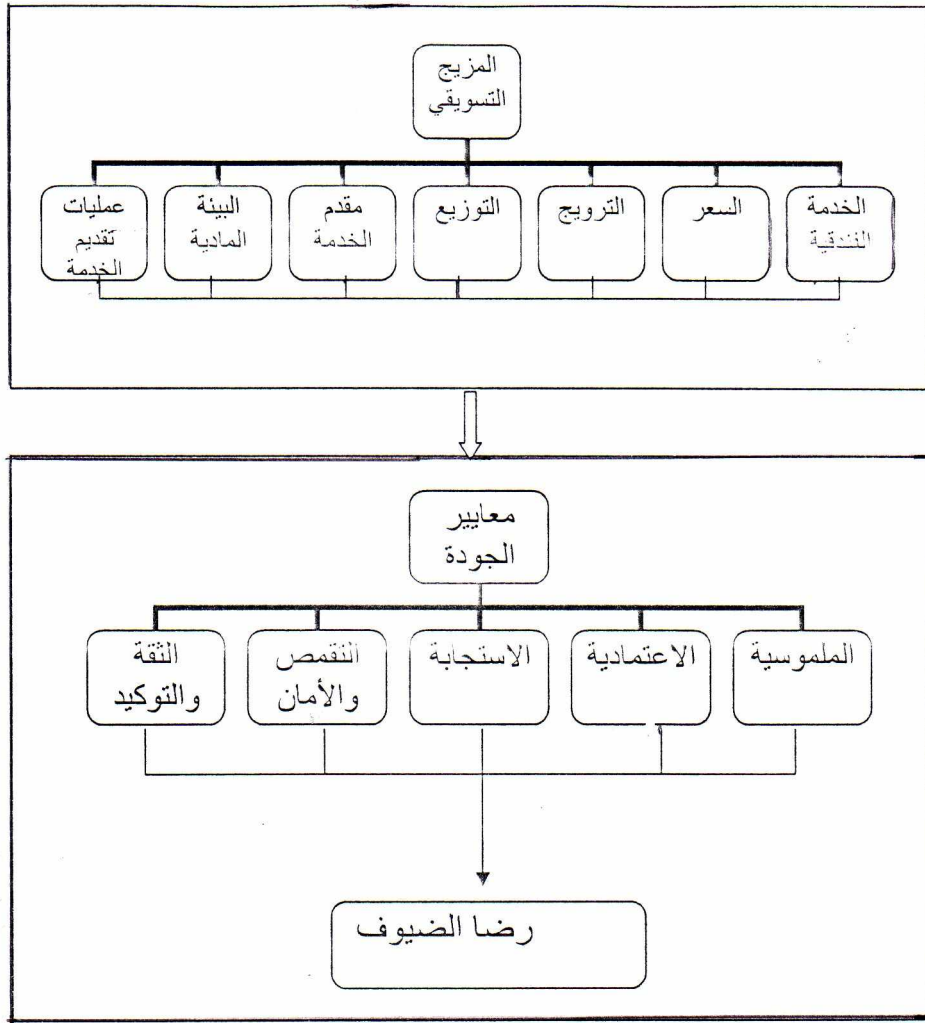 المزيج
التسويقي
الخدمة
الفندقية
السعر
الترويج
التوزيع
مقدم
الخدمة
البيئة
المادية
عمليات
تقديم
الخدمة
معايير
الجودة
الملموسية
الاعتمادية
الاستجابة
التقمص
والأمان
الثقة
والتوكيد
رضا الضيوف